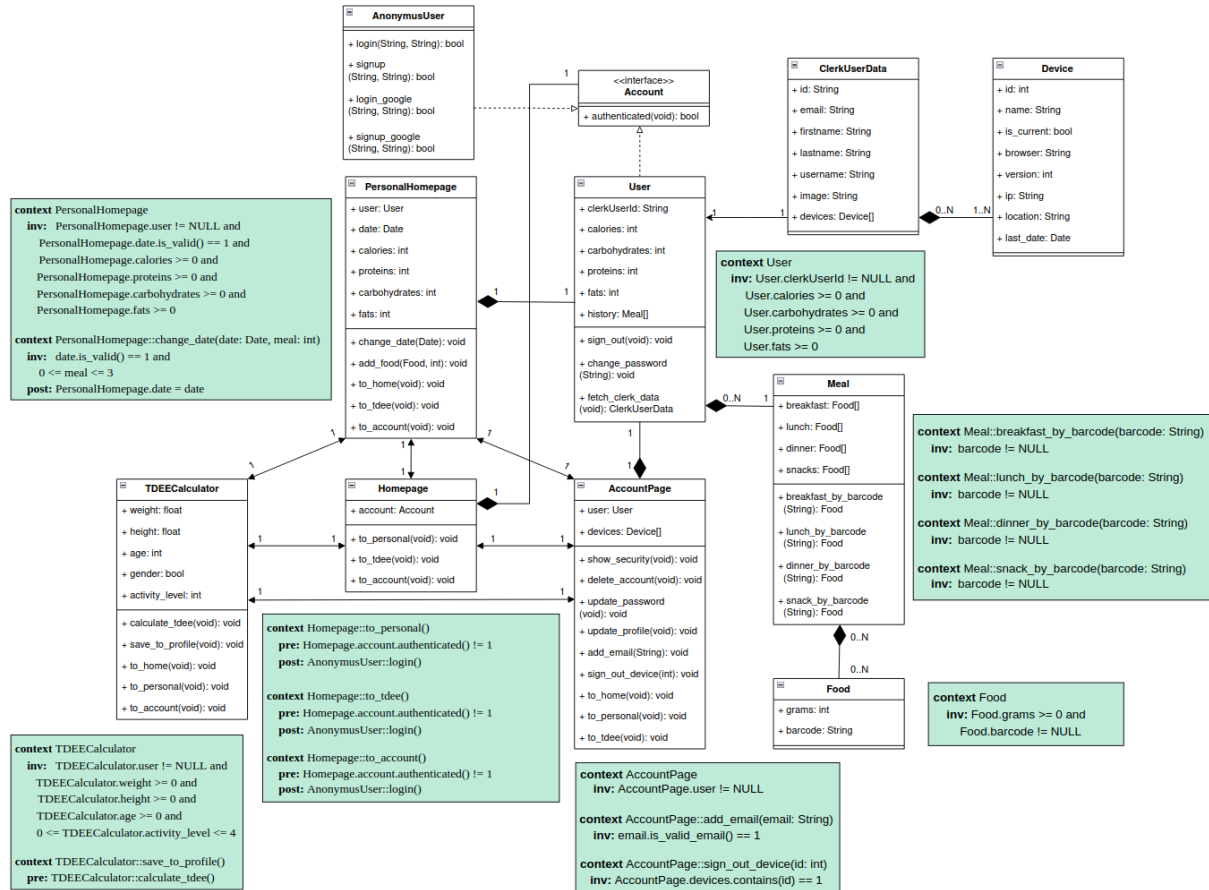 AnonymusUser
+ login(String, String): bool
+ signup
(String, String): bool
+ login_google
(String, String): bool
+ signup_google
(String, String): bool
1
<<interface>>
Account
+ authenticated(void): bool
ClerkUserData
+ id: String
+ email: String
+ firstname: String
+ lastname: String
+ username: String
+ image: String
+ devices: Device[]
0..N
1..N
Device
+ id: int
+ name: String
+ is_current: bool
+ browser: String
+ version: int
+ ip: String
+ location: String
+ last_date: Date
context PersonalHomepage
inv: PersonalHomepage.user != NULL and
PersonalHomepage.date.is_valid() == 1 and
PersonalHomepage.calories >= 0 and
PersonalHomepage.proteins >= 0 and
PersonalHomepage.carbohydrates >= 0 and
PersonalHomepage.fats >= 0
context PersonalHomepage::change_date(date: Date, meal: int)
inv: date.is_valid() == 1 and
0 <= meal <= 3
post: PersonalHomepage.date = date
PersonalHomepage
+ user: User
+ date: Date
+ calories: int
+ proteins: int
+ carbohydrates: int
+ fats: int
+ change_date(Date): void
+ add_food(Food, int): void
+ to_home(void): void
+ to_tdee(void): void
+ to_account(void): void
1
1
User
+ clerkUserId: String
+ calories: int
+ carbohydrates: int
+ proteins: int
+ fats: int
+ history: Meal[]
+ sign_out(void): void
+ change_password
(String): void
+ fetch_clerk_data
(void): ClerkUserData
1
1
context User
inv: User.clerkUserId != NULL and
User.calories >= 0 and
User.carbohydrates >= 0 and
User.proteins >= 0 and
User.fats >= 0
0..N
1
Meal
+ breakfast: Food[]
+ lunch: Food[]
+ dinner: Food[]
+ snacks: Food[]
+ breakfast_by_barcode
(String): Food
+ lunch_by_barcode
(String): Food
+ dinner_by_barcode
(String): Food
+ snack_by_barcode
(String): Food
context Meal::breakfast_by_barcode(barcode: String)
inv: barcode != NULL
context Meal::lunch_by_barcode(barcode: String)
inv: barcode != NULL
context Meal::dinner_by_barcode(barcode: String)
inv: barcode != NULL
context Meal::snack_by_barcode(barcode: String)
inv: barcode != NULL
1
1
1
1
1
1
1
1
TDEECalculator
+ weight: float
+ height: float
+ age: int
+ gender: bool
+ activity_level: int
+ calculate_tdee(void): void
+ save_to_profile(void): void
+ to_home(void): void
+ to_personal(void): void
+ to_account(void): void
1
1
1
1
Homepage
+ account: Account
+ to_personal(void): void
+ to_tdee(void): void
+ to_account(void): void
1
1
1
AccountPage
+ user: User
+ devices: Device[]
+ show_security(void): void
+ delete_account(void): void
+ update_password
(void): void
+ update_profile(void): void
+ add_email(String): void
+ sign_out_device(int): void
+ to_home(void): void
+ to_personal(void): void
+ to_tdee(void): void
0..N
0..N
Food
+ grams: int
+ barcode: String
context Food
inv: Food.grams >= 0 and
Food.barcode != NULL
context Homepage::to_personal()
pre: Homepage.account.authenticated() != 1
post: AnonymusUser::login()
context Homepage::to_tdee()
pre: Homepage.account.authenticated() != 1
post: AnonymusUser::login()
context Homepage::to_account()
pre: Homepage.account.authenticated() != 1
post: AnonymusUser::login()
context TDEECalculator
inv: TDEECalculator.user != NULL and
TDEECalculator.weight >= 0 and
TDEECalculator.height >= 0 and
TDEECalculator.age >= 0 and
0 <= TDEECalculator.activity_level <= 4
context TDEECalculator::save_to_profile()
pre: TDEECalculator::calculate_tdee()
context AccountPage
inv: AccountPage.user != NULL
context AccountPage::add_email(email: String)
inv: email.is_valid_email() == 1
context AccountPage::sign_out_device(id: int)
inv: AccountPage.devices.contains(id) == 1